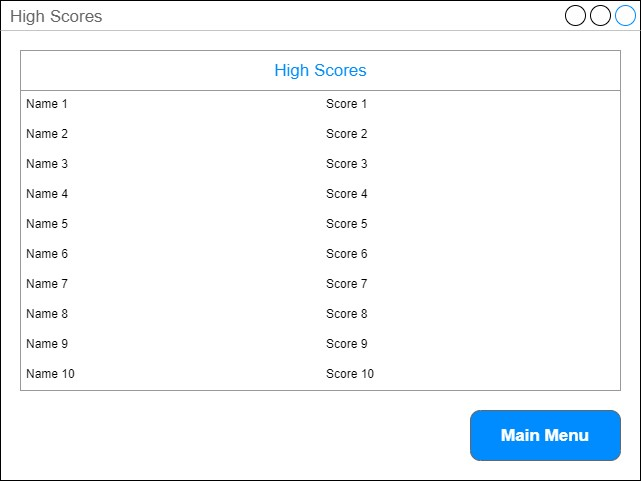 High Scores
High Scores
Name 1 Score 1
Name 2 Score 2
Name 3 Score 3
Name 4 Score 4
Name 5 Score 5
Name 6 Score 6
Name 7 Score 7
Name 8 Score 8
Name 9 Score 9
Name 10 Score 10
Main Menu